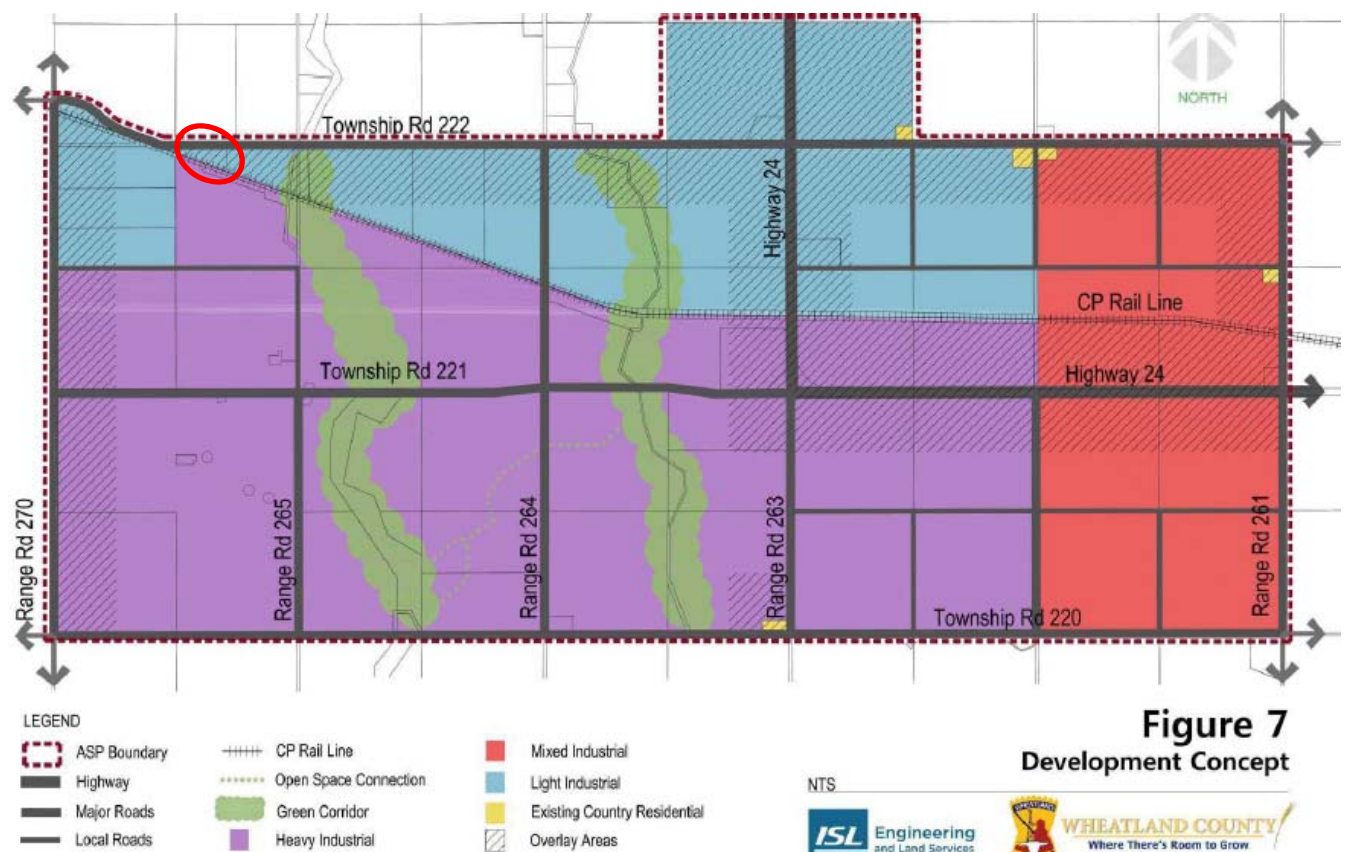 NORTH
Township Rd 222
Highway 24
CP Rail Line
Township Rd 221
Highway 24
Range Rd 270
Range Rd 265
Range Rd 264
Range Rd 263
Range Rd 261
Township Rd 220
Figure 7
Development Concept
LEGEND
ASP Boundary
Highway
Major Roads
Local Roads
CP Rail Line
Open Space Connection
Green Corridor
Heavy Industrial
Mixed Industrial
Light Industrial
Existing Country Residential
Overlay Areas
NTS
ISL Engineering
and Land Services
WHEATLAND
WHEATLAND COUNTY
Where There's Room to Grow